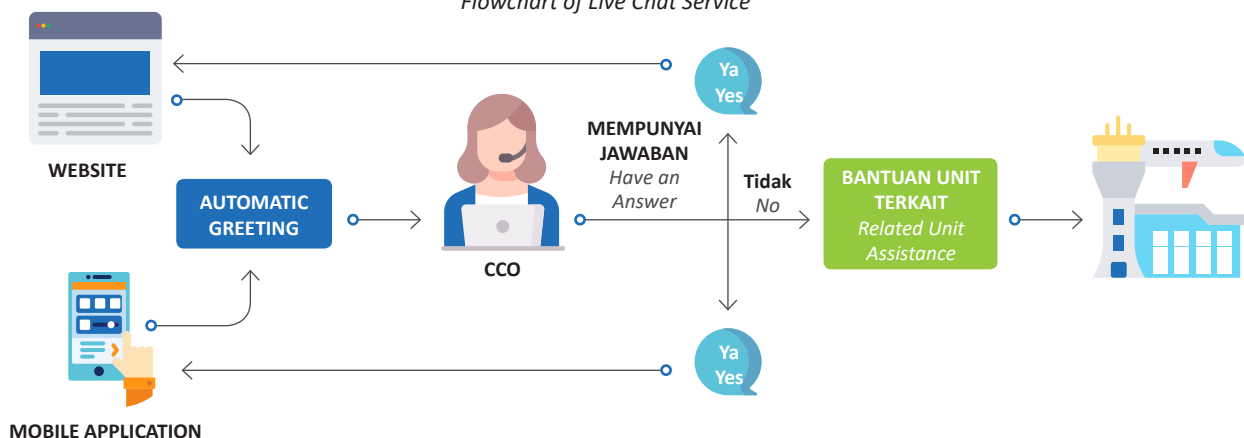 Flowchart of Live Chat Service
WEBSITE
MOBILE APPLICATION
AUTOMATIC
GREETING
CCO
MEMPUNYAI
JAWABAN
Have an
Answer
Ya
Yes
Tidak
No
Ya
Yes
BANTUAN UNIT
TERKAIT
Related Unit
Assistance